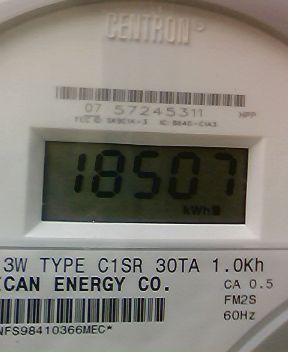 CENTRON®
07 57245311 HPP
18507
kWh
3W TYPE C1SR 30TA 1.0Kh
ICAN ENERGY CO. CA 0.5
FM2S
60Hz
NFS98410366MEC*